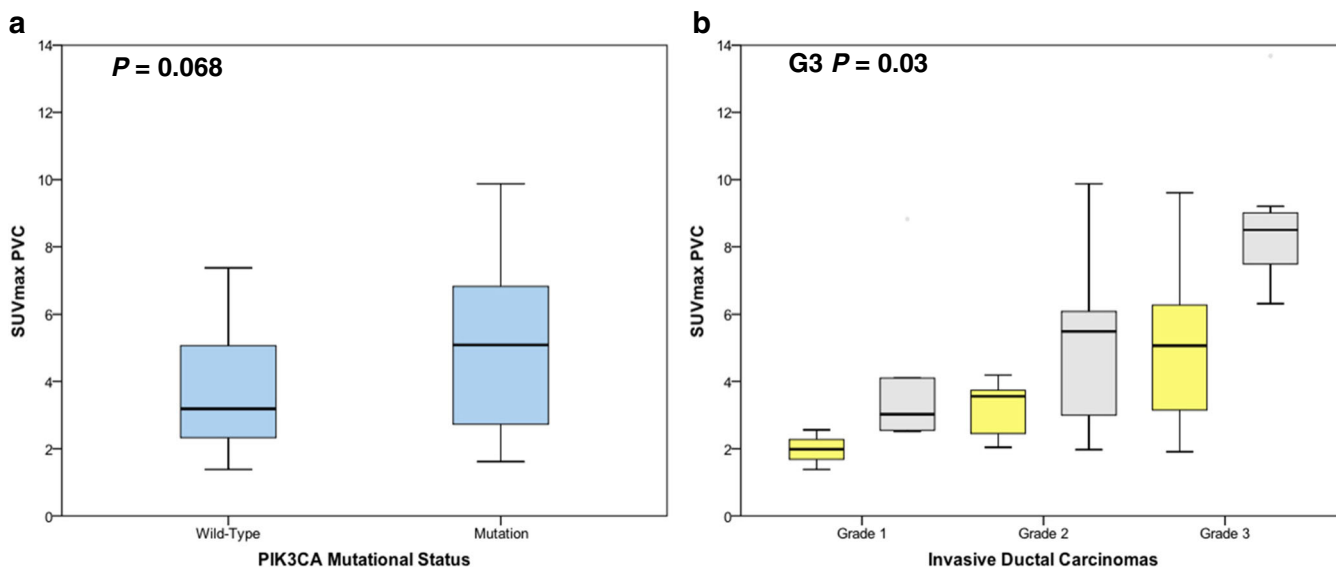 a
P = 0.068
14
12
10
8
6
4
2
0
SUVmax PVC
Wild-Type
Mutation
PIK3CA Mutational Status
b
G3 P = 0.03
14
12
10
8
6
4
2
0
SUVmax PVC
Grade 1
Grade 2
Grade 3
Invasive Ductal Carcinomas